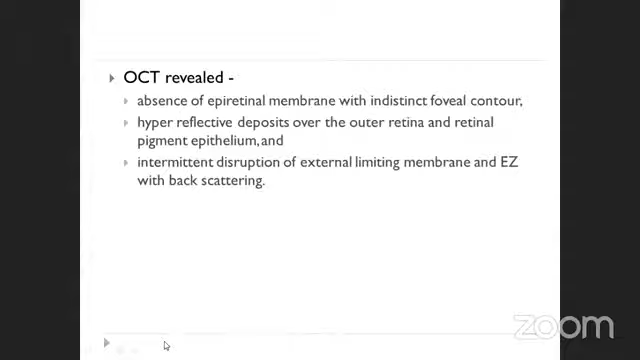 OCT revealed -
absence of epiretinal membrane with indistinct foveal contour,
hyper reflective deposits over the outer retina and retinal
pigment epithelium, and
intermittent disruption of external limiting membrane and EZ
with back scattering.
zoom